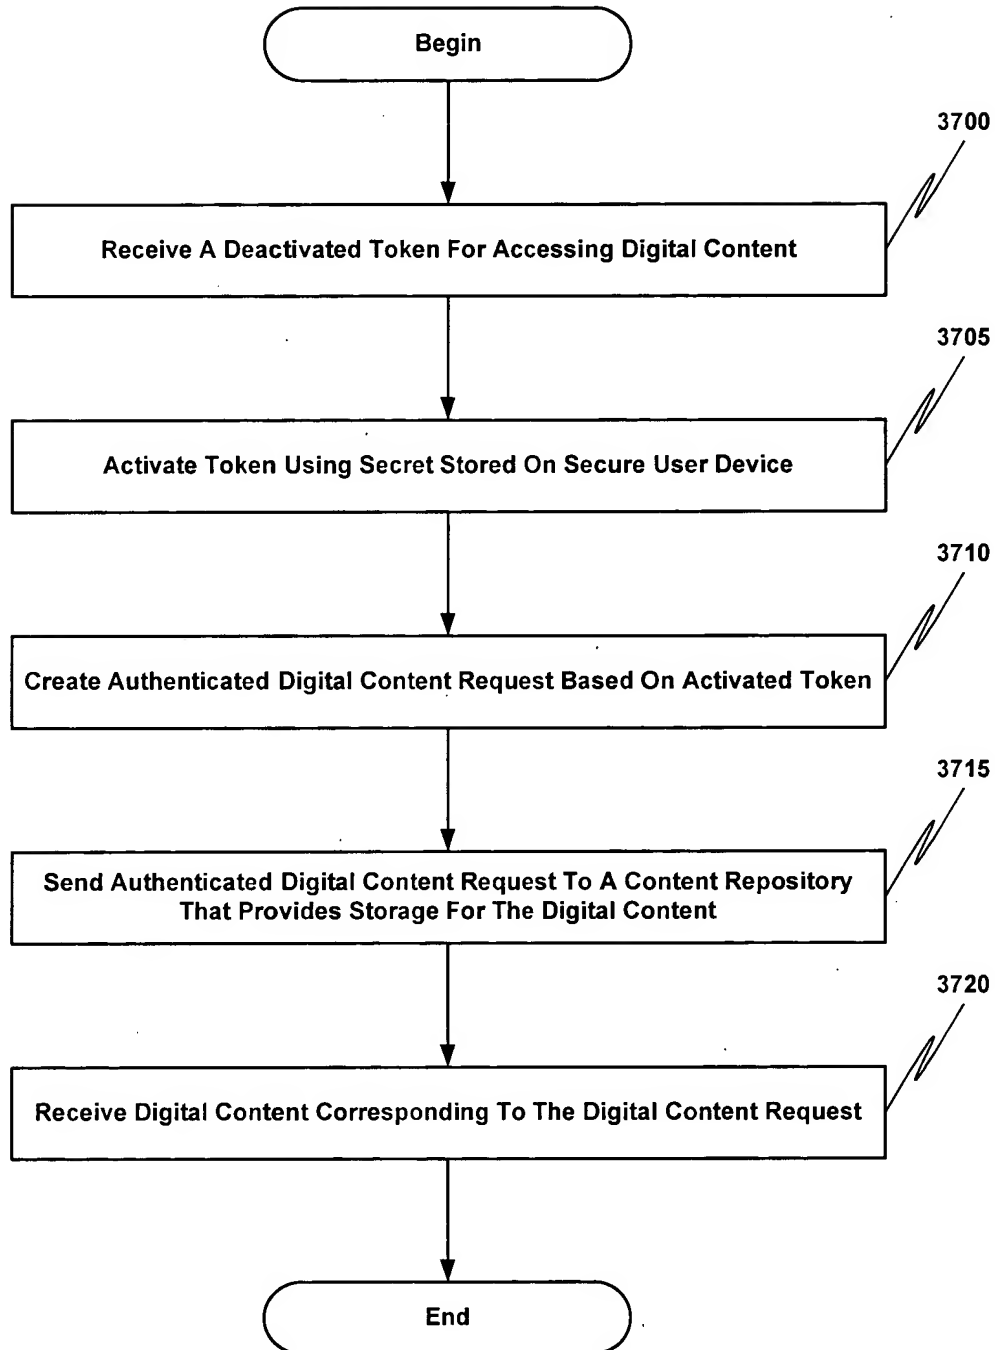 Begin
3700
Receive A Deactivated Token For Accessing Digital Content
3705
Activate Token Using Secret Stored On Secure User Device
3710
Create Authenticated Digital Content Request Based On Activated Token
3715
Send Authenticated Digital Content Request To A Content Repository
That Provides Storage For The Digital Content
3720
Receive Digital Content Corresponding To The Digital Content Request
End